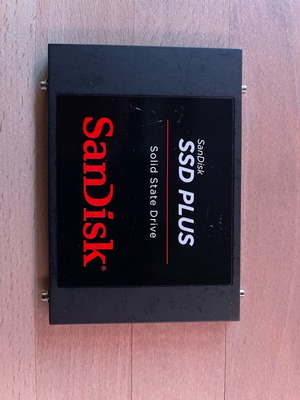 SanDisk
SSD PLUS
Solid State Drive
SanDisk®